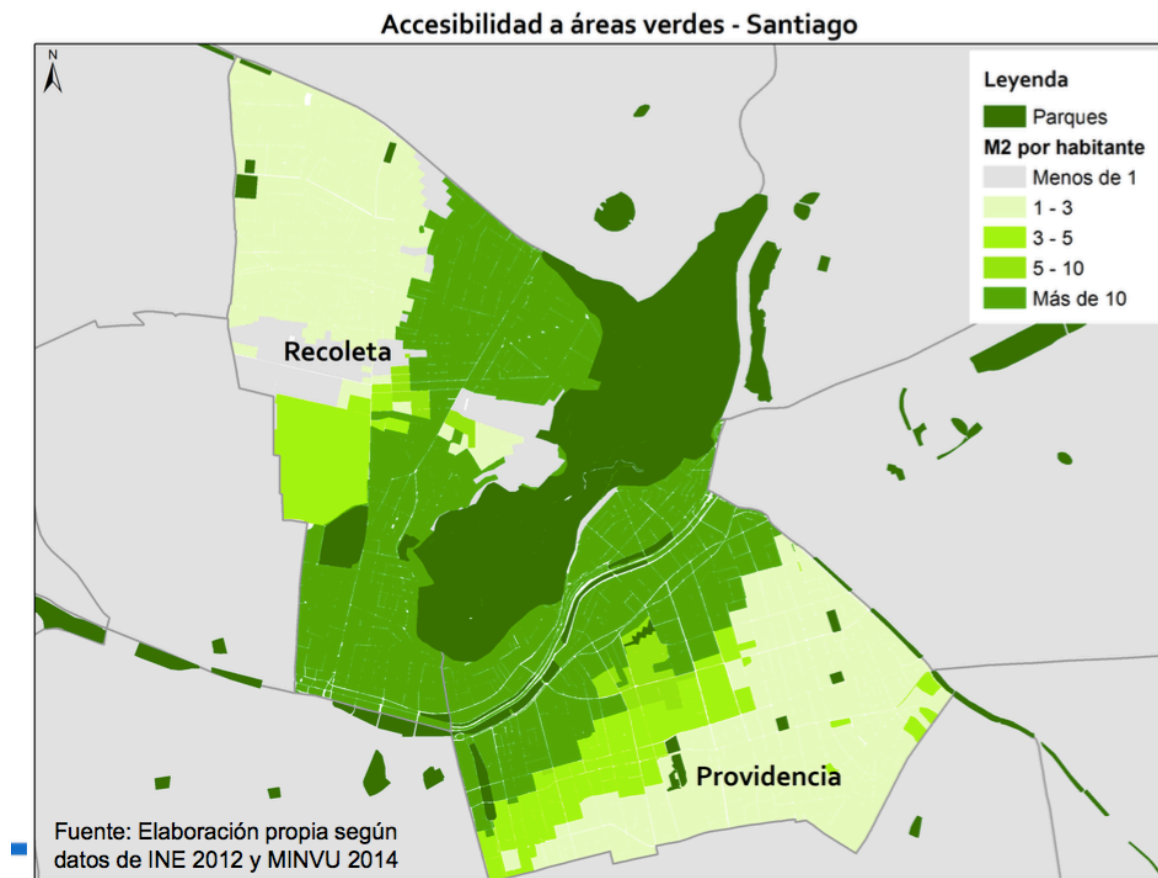 Accesibilidad a áreas verdes - Santiago
N
Leyenda
Parques
M2 por habitante
Menos de 1
1 - 3
3 - 5
5 - 10
Más de 10
Recoleta
Providencia
Fuente: Elaboración propia según
datos de INE 2012 y MINVU 2014